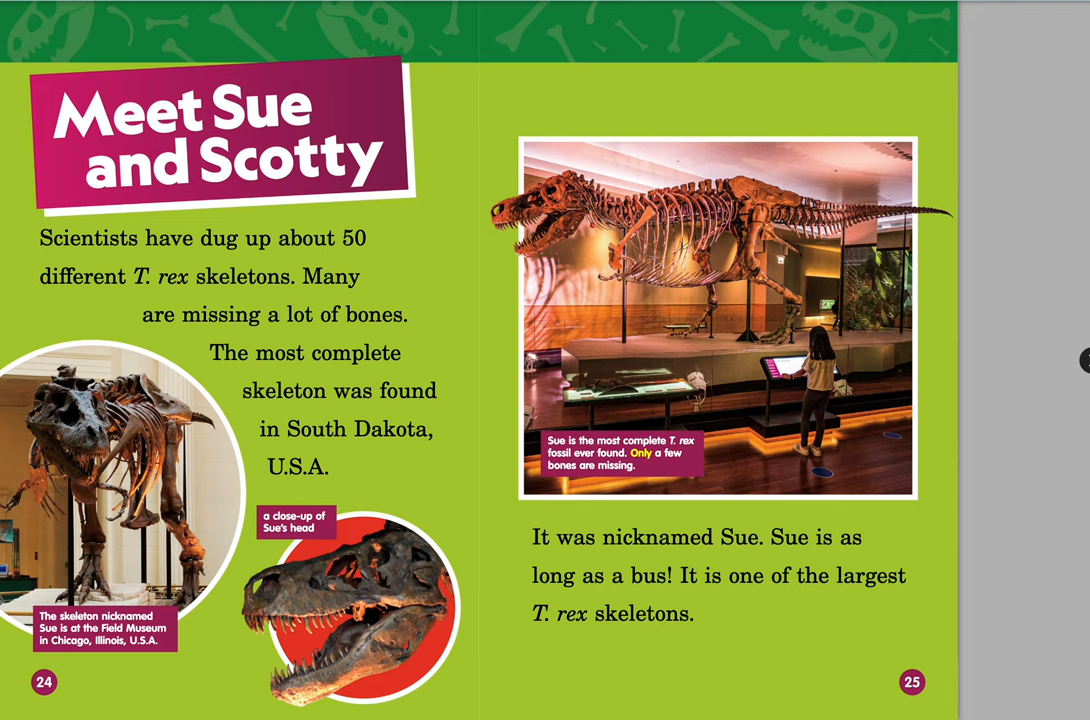 Meet Sue
and Scotty
Scientists have dug up about 50
different T. rex skeletons. Many
are missing a lot of bones.
The most complete
skeleton was found
in South Dakota,
U.S.A.
The skeleton nicknamed
Sue is at the Field Museum
in Chicago, Illinois, U.S.A.
a close-up of
Sue's head
24
Sue is the most complete T. rex
fossil ever found. Only a few
bones are missing.
It was nicknamed Sue. Sue is as
long as a bus! It is one of the largest
T. rex skeletons.
25